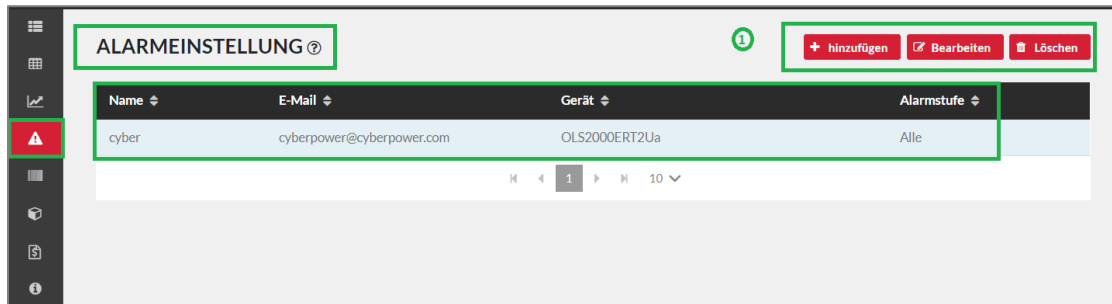 ALARMEINSTELLUNG ?
1
+ hinzufügen Bearbeiten Löschen
Name E-Mail Gerät Alarmstufe
cyber cyberpower@cyberpower.com OLS2000ERT2Ua Alle
1 10